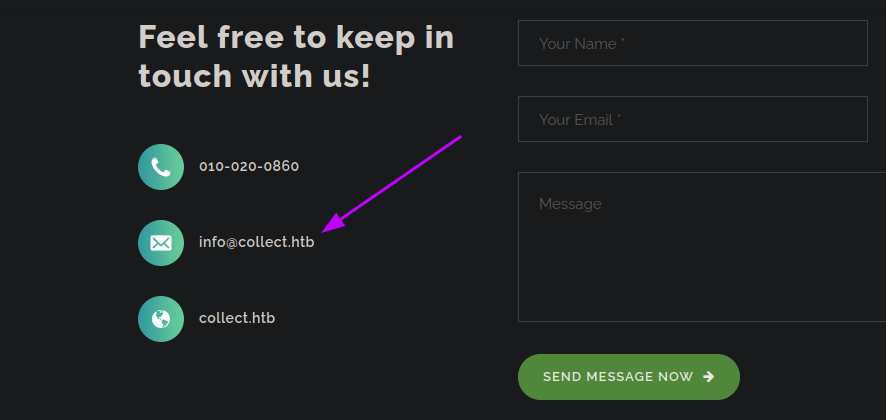 Feel free to keep in
touch with us!
010-020-0860
info@collect.htb
collect.htb
Your Name *
Your Email *
Message
SEND MESSAGE NOW